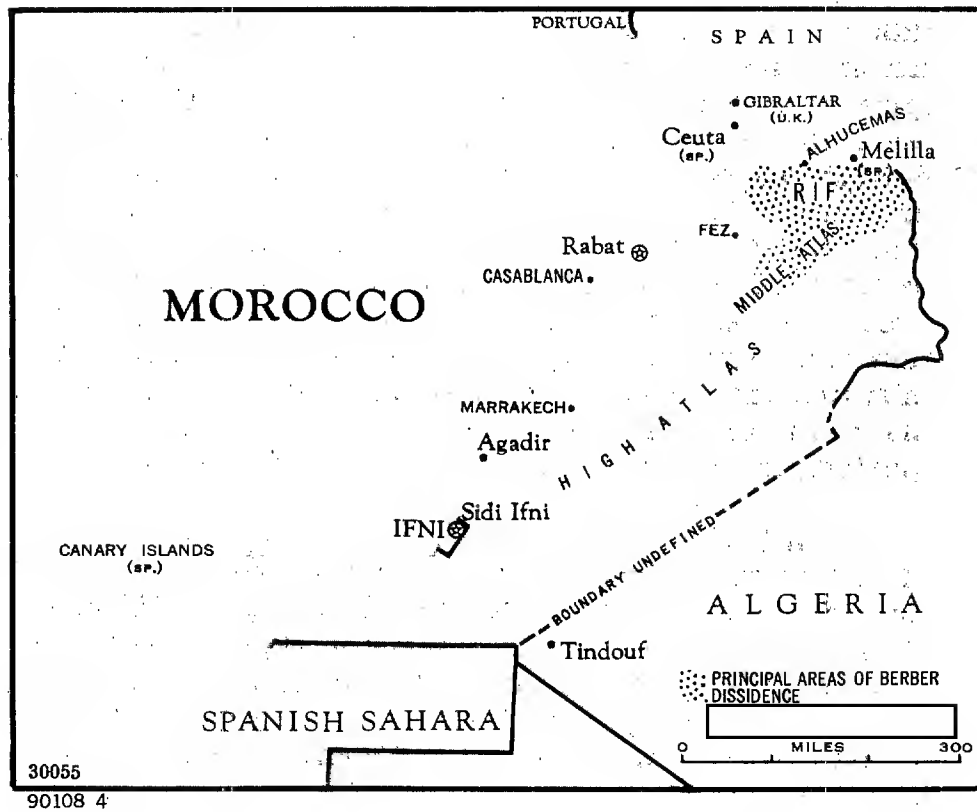 PORTUGAL
SPAIN
GIBRALTAR
(U.K.)
Ceuta
(SP.)
ALHUCEMAS
Melilla
(SP.)
RIF
FEZ
Rabat
CASABLANCA
MIDDLE ATLAS
MOROCCO
HIGH ATLAS
MARRAKECH
Agadir
Sidi Ifni
IFNI
CANARY ISLANDS
(SP.)
BOUNDARY UNDEFINED
ALGERIA
Tindouf
PRINCIPAL AREAS OF BERBER
DISSIDENCE
SPANISH SAHARA
0 MILES 300
30055
90108 4